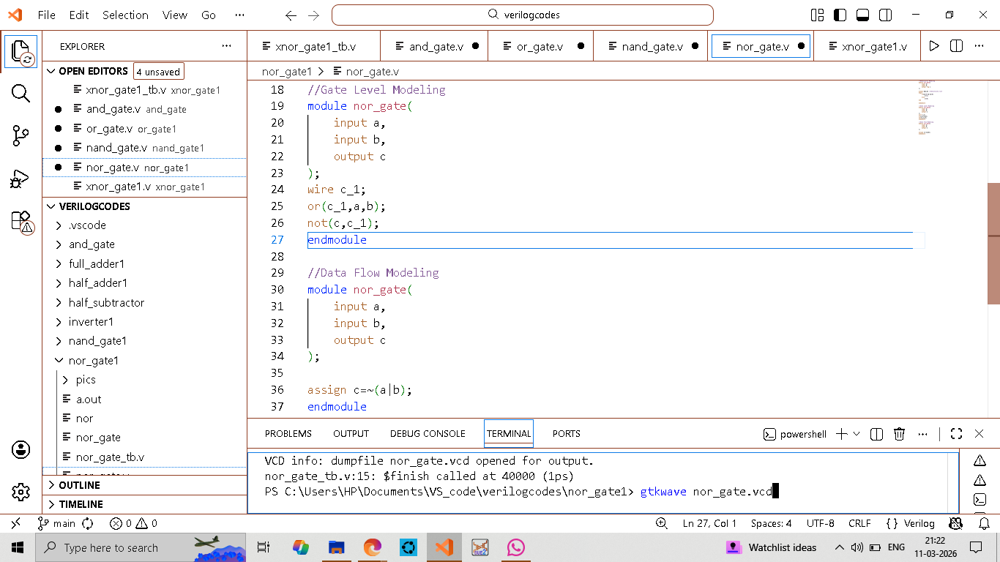 File Edit Selection View Go ··· verilogcodes
EXPLORER ···
OPEN EDITORS 4 unsaved
xnor_gate1_tb.v xnor_gate1
and_gate.v and_gate
or_gate.v or_gate1
nand_gate.v nand_gate1
nor_gate.v nor_gate1
xnor_gate1.v xnor_gate1
VERILOGCODES
.vscode
and_gate
full_adder1
half_adder1
half_subtractor
inverter1
nand_gate1
nor_gate1
pics
a.out
nor
nor_gate
nor_gate_tb.v
OUTLINE
TIMELINE
xnor_gate1_tb.v and_gate.v or_gate.v nand_gate.v nor_gate.v xnor_gate1.v ···
nor_gate1 > nor_gate.v
18 //Gate Level Modeling
19 module nor_gate(
20 input a,
21 input b,
22 output c
23 );
24 wire c_1;
25 or(c_1,a,b);
26 not(c,c_1);
27 endmodule
28
29 //Data Flow Modeling
30 module nor_gate(
31 input a,
32 input b,
33 output c
34 );
35
36 assign c=~(a|b);
37 endmodule
PROBLEMS OUTPUT DEBUG CONSOLE TERMINAL PORTS powershell ···
VCD info: dumpfile nor_gate.vcd opened for output.
nor_gate_tb.v:15: $finish called at 40000 (1ps)
PS C:\Users\HP\Documents\VS_code\verilogcodes\nor_gate1> gtkwave nor_gate.vcd
main 0 0 Ln 27, Col 1 Spaces: 4 UTF-8 CRLF {} Verilog
Type here to search Watchlist ideas ENG 21:22
11-03-2026